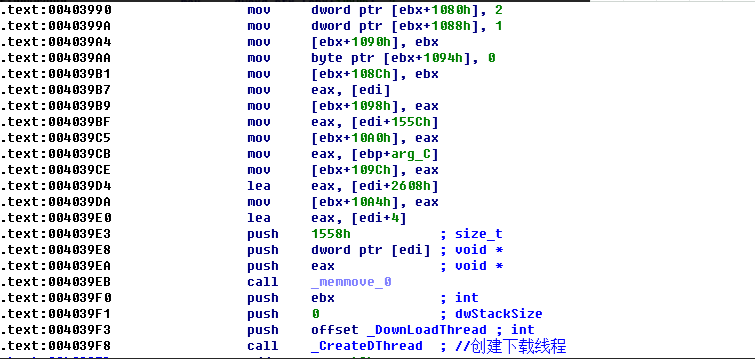 .text:00403990 mov dword ptr [ebx+1080h], 2
.text:0040399A mov dword ptr [ebx+1088h], 1
.text:004039A4 mov [ebx+1090h], ebx
.text:004039AA mov byte ptr [ebx+1094h], 0
.text:004039B1 mov [ebx+108Ch], ebx
.text:004039B7 mov eax, [edi]
.text:004039B9 mov [ebx+1098h], eax
.text:004039BF mov eax, [edi+155Ch]
.text:004039C5 mov [ebx+10A0h], eax
.text:004039CB mov eax, [ebp+arg_C]
.text:004039CE mov [ebx+109Ch], eax
.text:004039D4 lea eax, [edi+2608h]
.text:004039DA mov [ebx+10A4h], eax
.text:004039E0 lea eax, [edi+4]
.text:004039E3 push 1558h ; size_t
.text:004039E8 push dword ptr [edi] ; void *
.text:004039EA push eax ; void *
.text:004039EB call _memmove_0
.text:004039F0 push ebx ; int
.text:004039F1 push 0 ; dwStackSize
.text:004039F3 push offset _DownLoadThread ; int
.text:004039F8 call _CreateDThread ; //创建下载线程